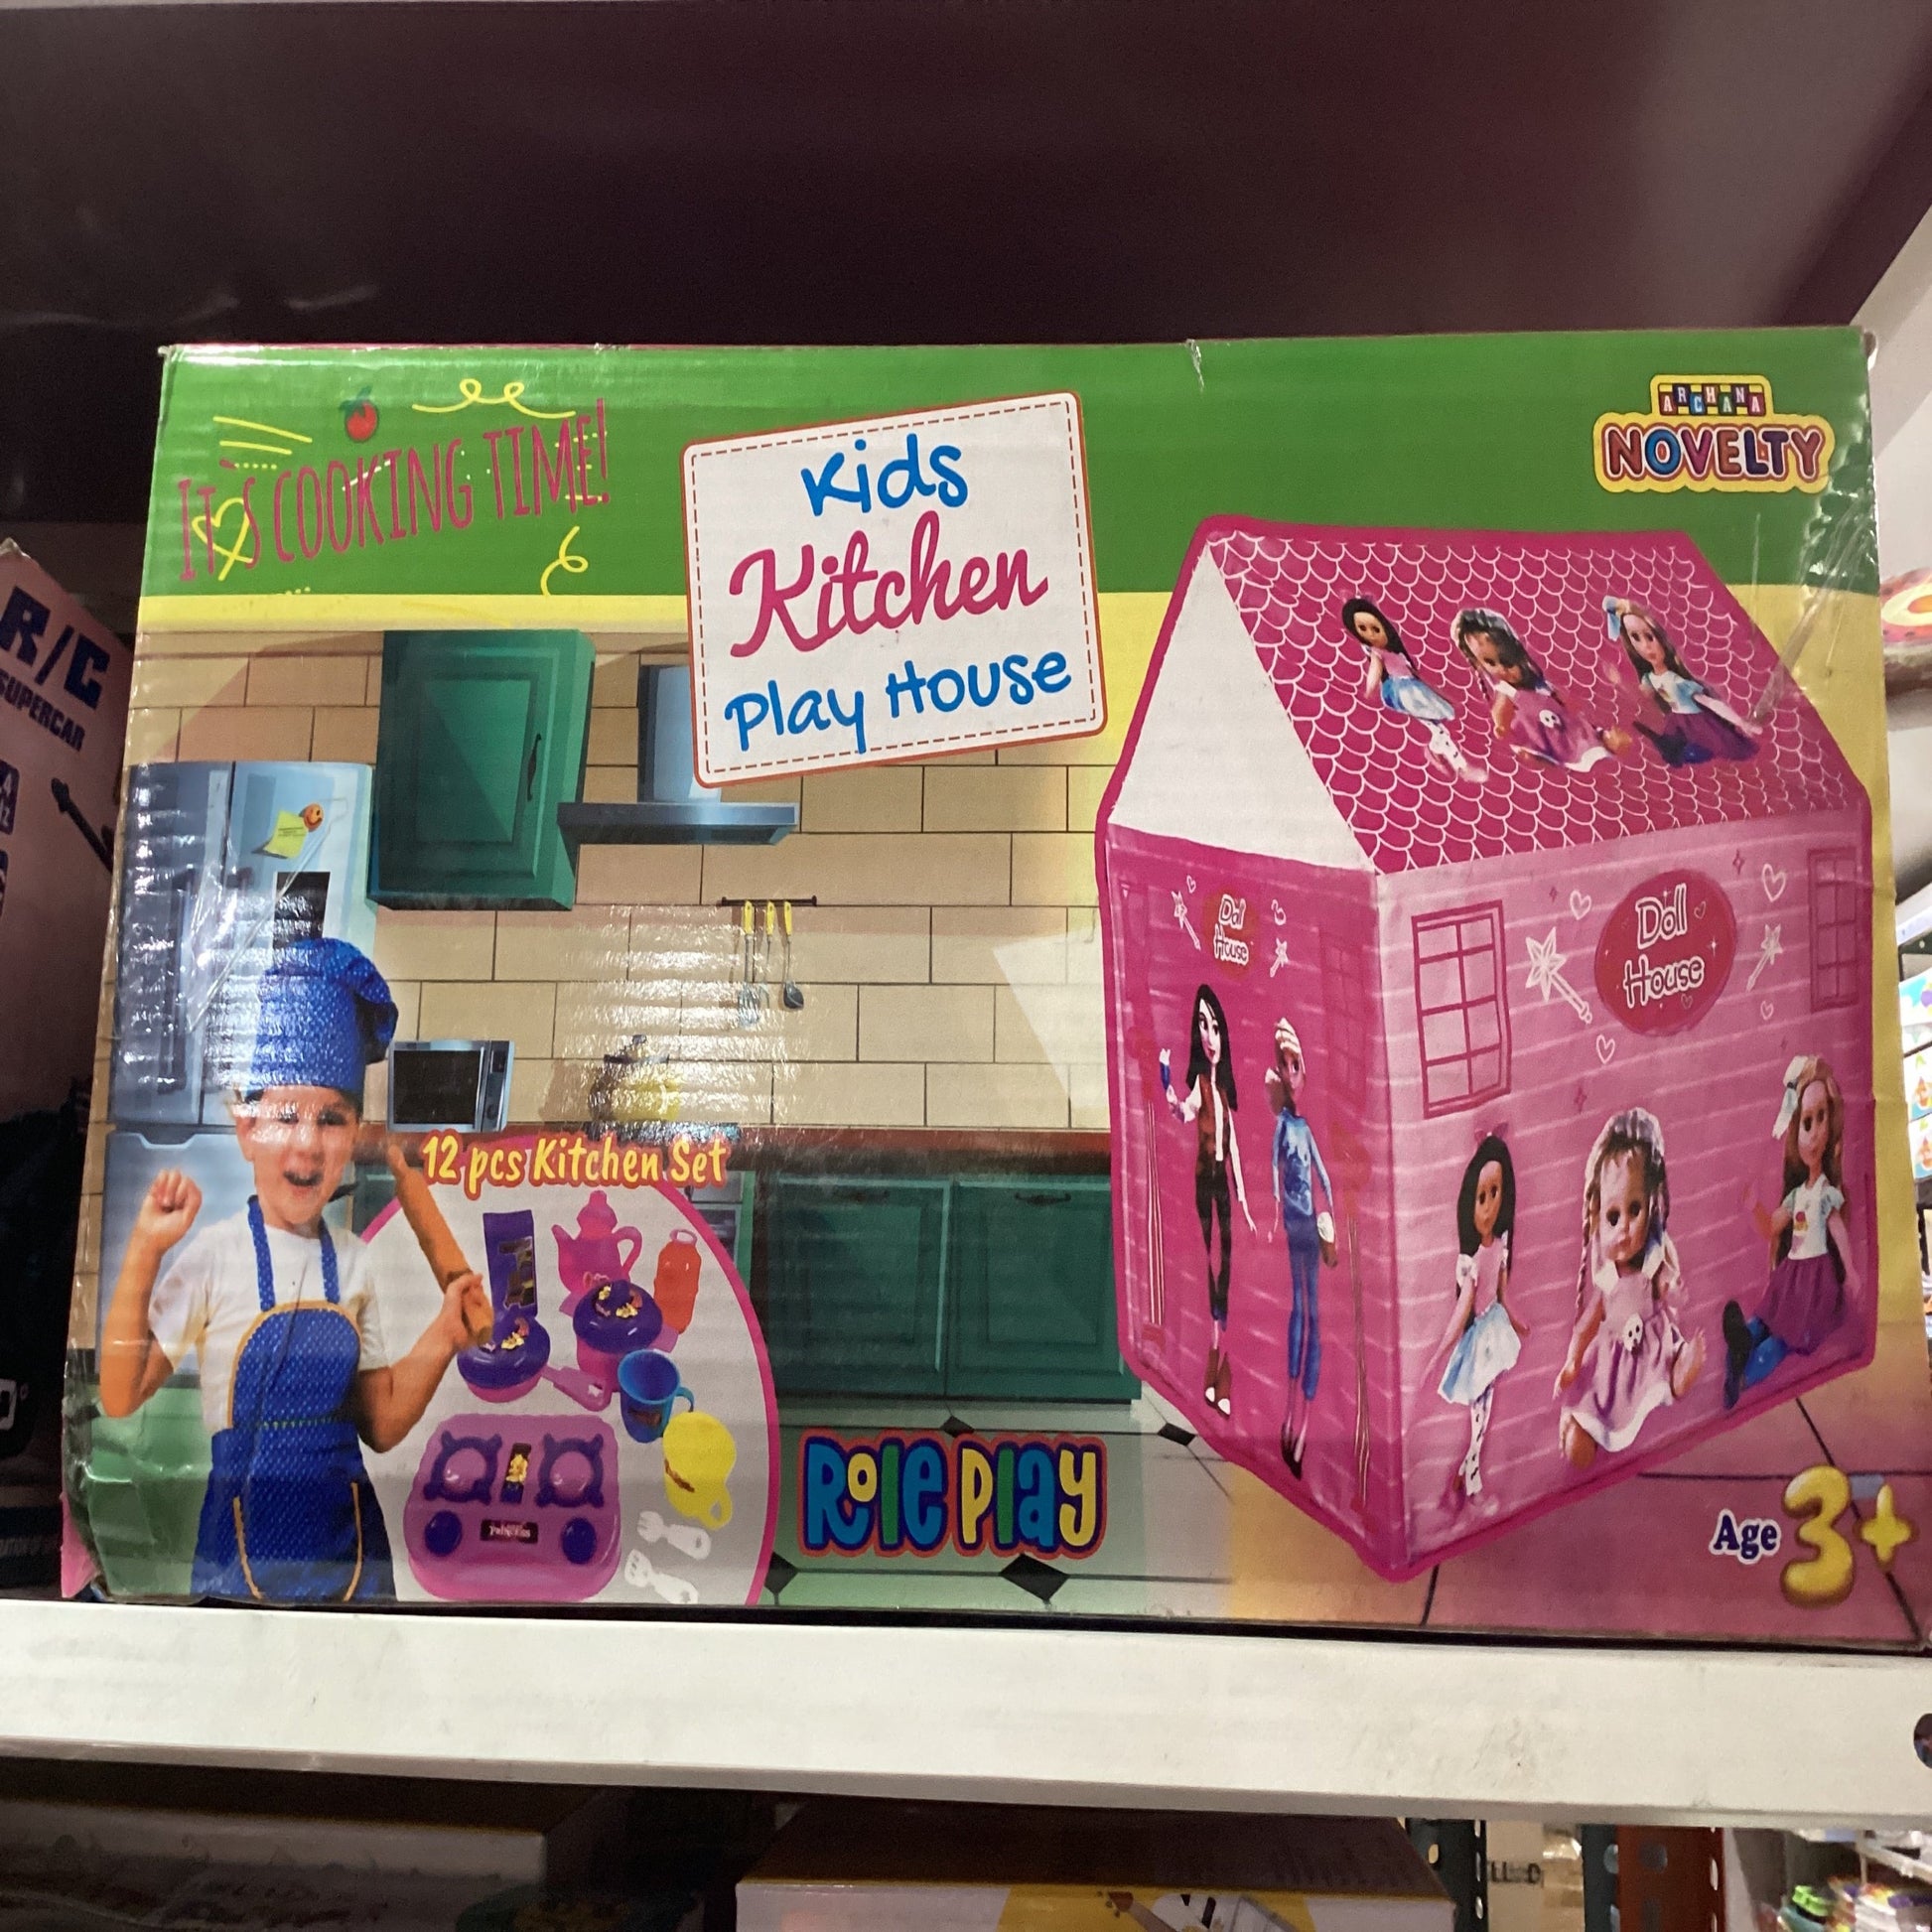 IT'S COOKING TIME!
Kids
Kitchen
Play House
ARCHANA
NOVELTY
R/C
SUPERCAR
Doll
House
Doll
House
12 pcs Kitchen Set
Role Play
Age 3+